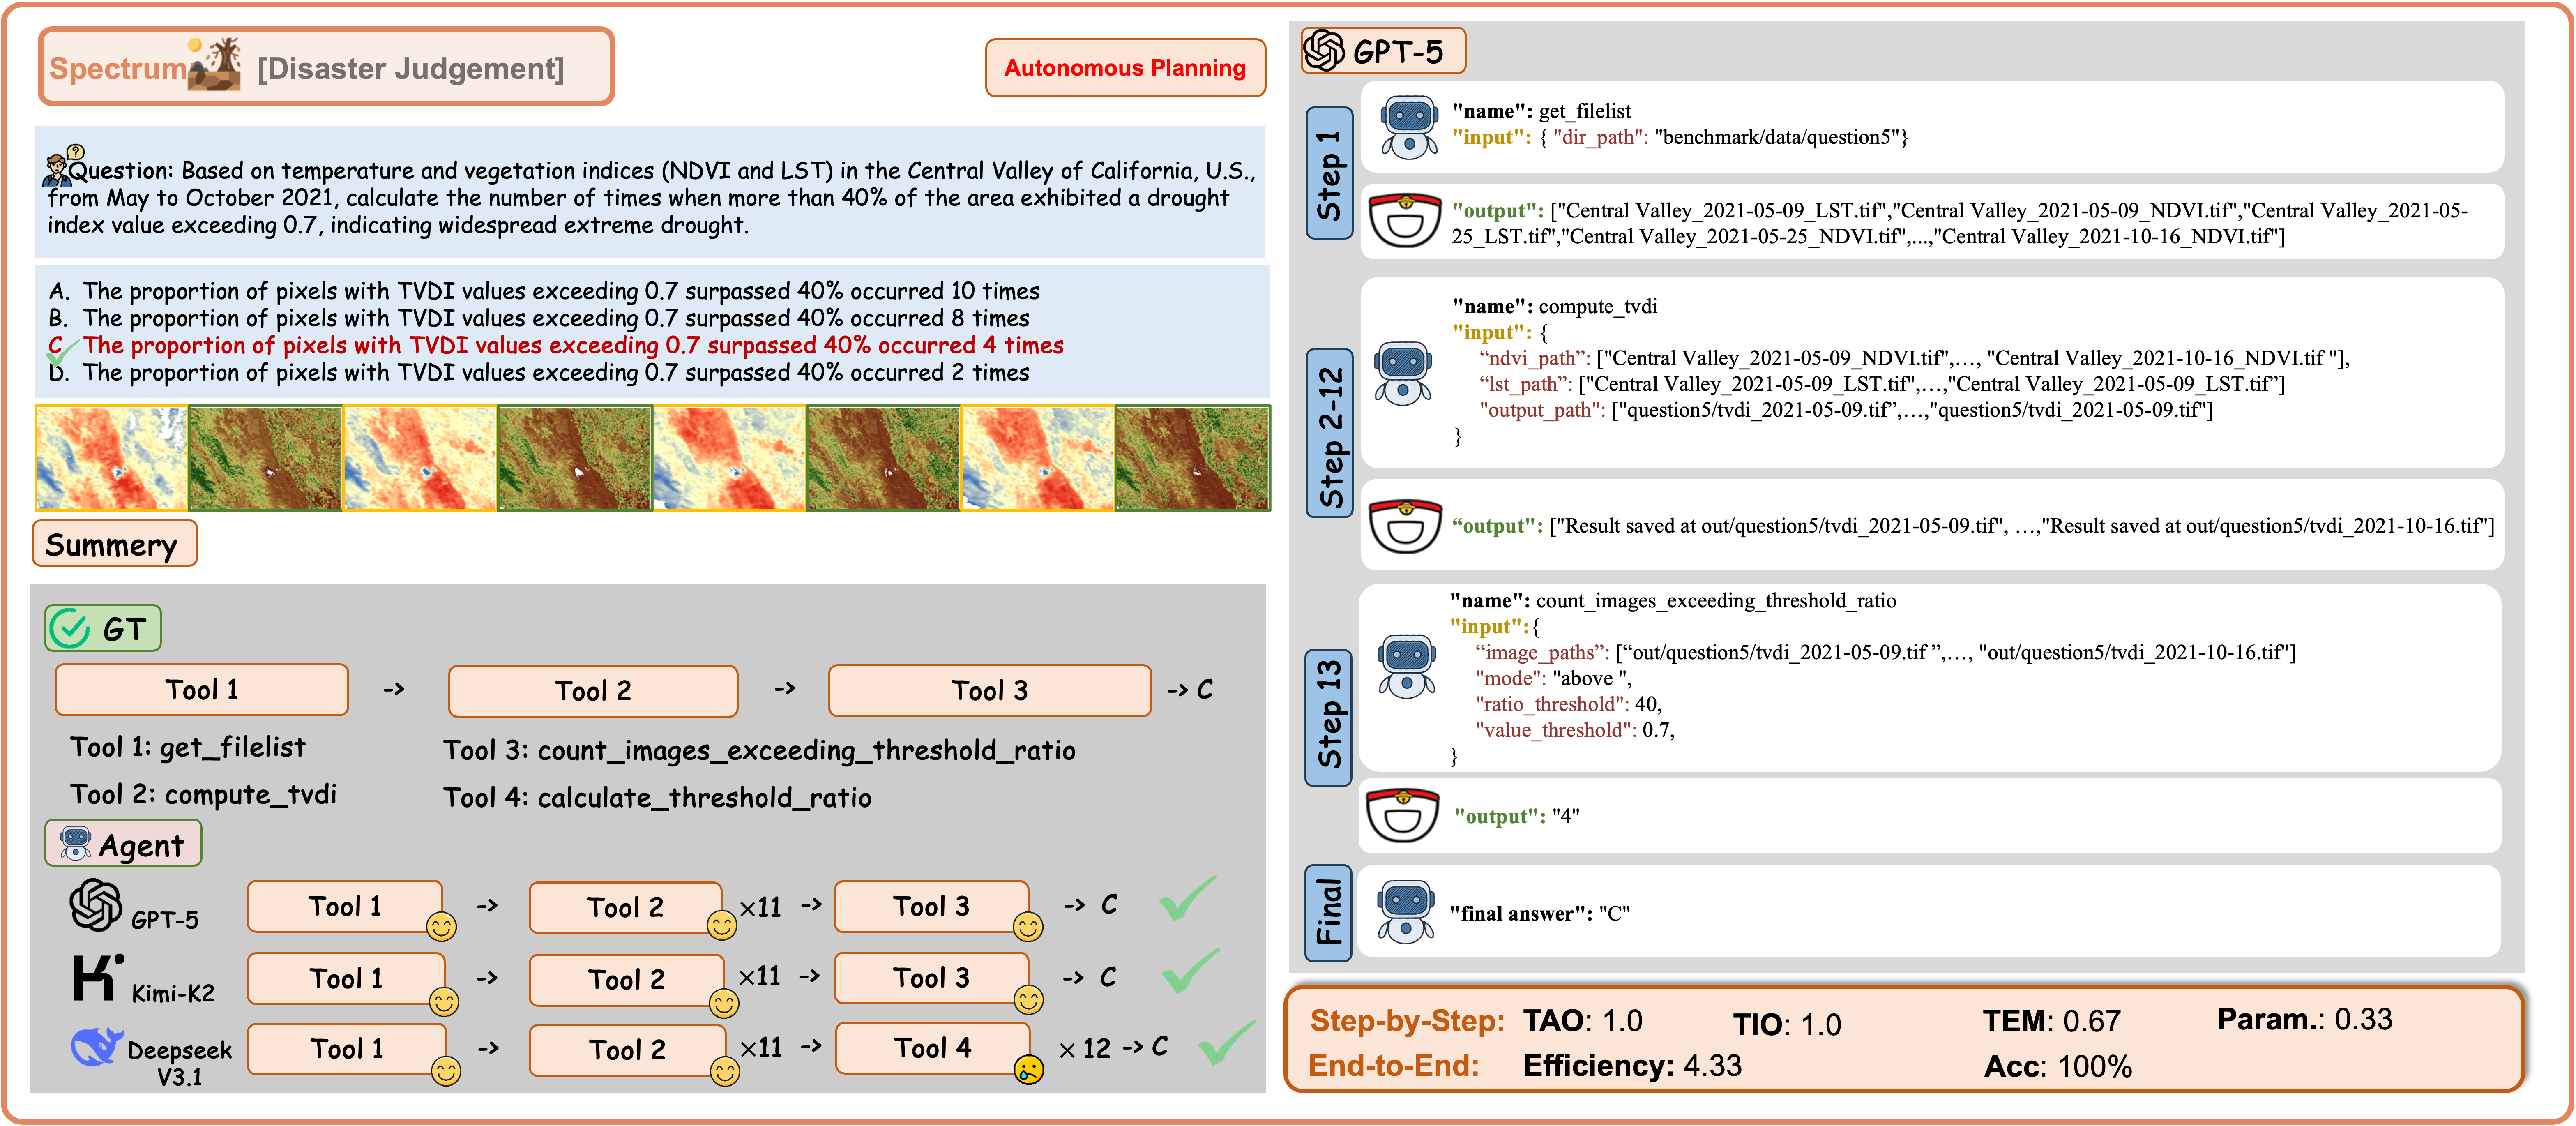 Spectrum [Disaster Judgement]
Autonomous Planning
Question: Based on temperature and vegetation indices (NDVI and LST) in the Central Valley of California, U.S.,
from May to October 2021, calculate the number of times when more than 40% of the area exhibited a drought
index value exceeding 0.7, indicating widespread extreme drought.
A. The proportion of pixels with TVDI values exceeding 0.7 surpassed 40% occurred 10 times
B. The proportion of pixels with TVDI values exceeding 0.7 surpassed 40% occurred 8 times
C. The proportion of pixels with TVDI values exceeding 0.7 surpassed 40% occurred 4 times
D. The proportion of pixels with TVDI values exceeding 0.7 surpassed 40% occurred 2 times
Summery
GT
Tool 1 -> Tool 2 -> Tool 3 -> C
Tool 1: get_filelist
Tool 3: count_images_exceeding_threshold_ratio
Tool 2: compute_tvdi
Tool 4: calculate_threshold_ratio
Agent
GPT-5 Tool 1 -> Tool 2 ×11 -> Tool 3 -> C
Kimi-K2 Tool 1 -> Tool 2 ×11 -> Tool 3 -> C
Deepseek V3.1 Tool 1 -> Tool 2 ×11 -> Tool 4 × 12 -> C
GPT-5
Step 1
"name": get_filelist
"input": { "dir_path": "benchmark/data/question5"}
"output": ["Central Valley_2021-05-09_LST.tif","Central Valley_2021-05-09_NDVI.tif","Central Valley_2021-05-
25_LST.tif","Central Valley_2021-05-25_NDVI.tif",...,"Central Valley_2021-10-16_NDVI.tif"]
Step 2-12
"name": compute_tvdi
"input": {
“ndvi_path”: ["Central Valley_2021-05-09_NDVI.tif",…, "Central Valley_2021-10-16_NDVI.tif "],
“lst_path”: ["Central Valley_2021-05-09_LST.tif",…,"Central Valley_2021-05-09_LST.tif”]
"output_path": ["question5/tvdi_2021-05-09.tif”,…,"question5/tvdi_2021-05-09.tif"]
}
“output": ["Result saved at out/question5/tvdi_2021-05-09.tif", …,"Result saved at out/question5/tvdi_2021-10-16.tif"]
Step 13
"name": count_images_exceeding_threshold_ratio
"input":{
“image_paths”: [“out/question5/tvdi_2021-05-09.tif ”,…, "out/question5/tvdi_2021-10-16.tif"]
"mode": "above ",
"ratio_threshold": 40,
"value_threshold": 0.7,
}
"output": "4"
Final
"final answer": "C"
Step-by-Step: TAO: 1.0 TIO: 1.0 TEM: 0.67 Param.: 0.33
End-to-End: Efficiency: 4.33 Acc: 100%